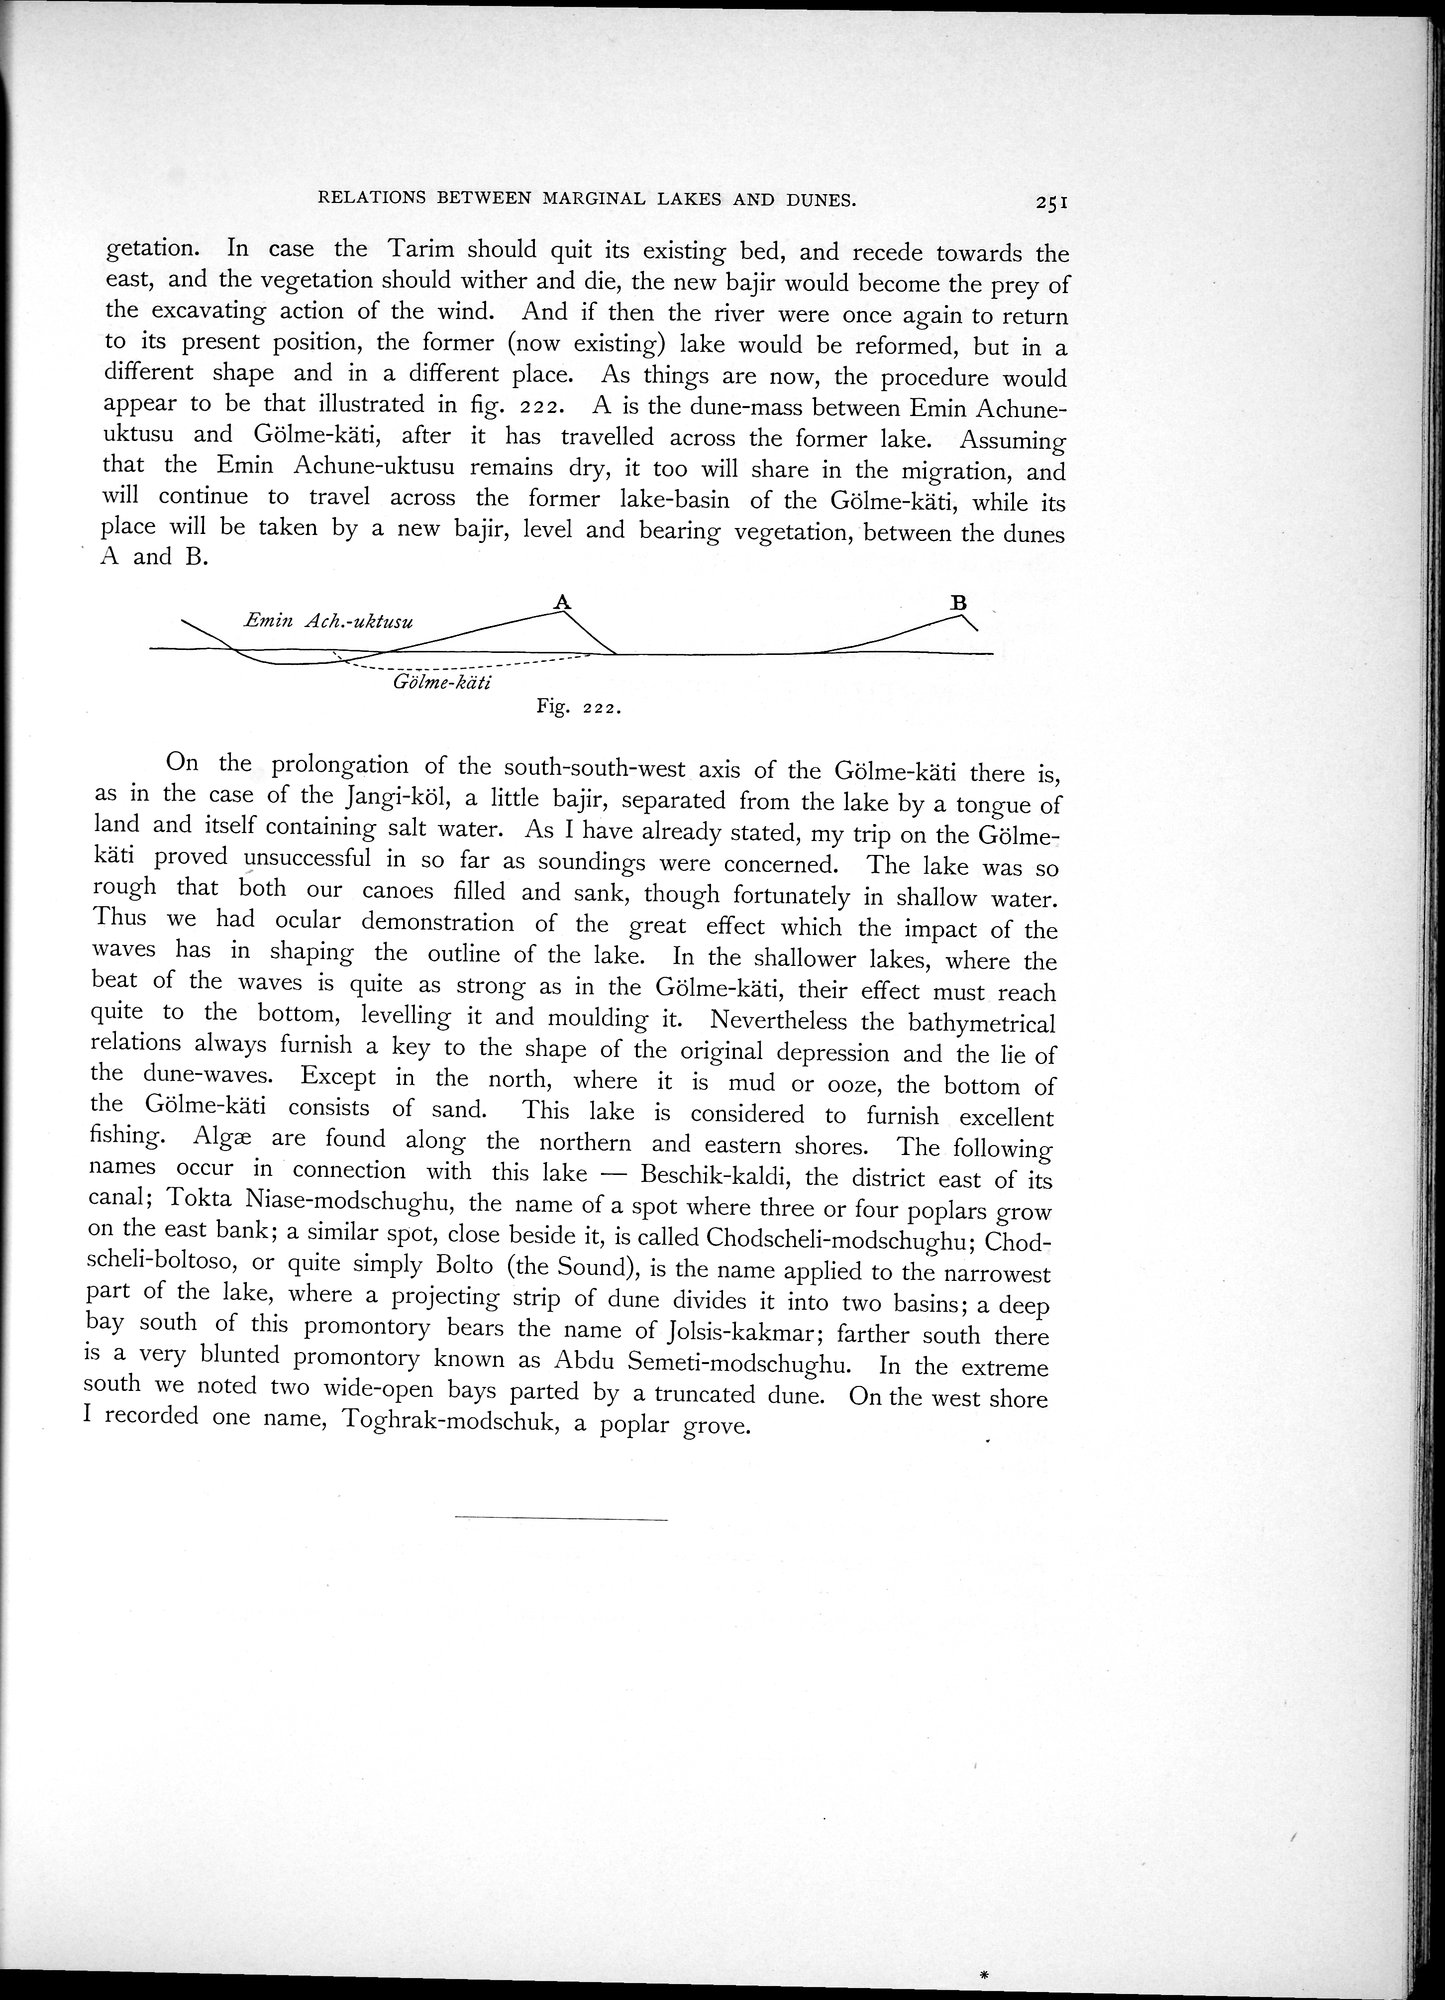 RELATIONS BETWEEN MARGINAL LAKES AND DUNES. 251
getation. In case the Tarim should quit its existing bed, and recede towards the
east, and the vegetation should wither and die, the new bajir would become the prey of
the excavating action of the wind. And if then the river were once again to return
to its present position, the former (now existing) lake would be reformed, but in a
different shape and in a different place. As things are now, the procedure would
appear to be that illustrated in fig. 222. A is the dune-mass between Emin Achune-
uktusu and Gölme-käti, after it has travelled across the former lake. Assuming
that the Emin Achune-uktusu remains dry, it too will share in the migration, and
will continue to travel across the former lake-basin of the Gölme-käti, while its
place will be taken by a new bajir, level and bearing vegetation, between the dunes
A and B.
A B
Emin Ach.-uktusu
Gölme-käti
Fig. 222.
On the prolongation of the south-south-west axis of the Gölme-käti there is,
as in the case of the Jangi-köl, a little bajir, separated from the lake by a tongue of
land and itself containing salt water. As I have already stated, my trip on the Gölme-
käti proved unsuccessful in so far as soundings were concerned. The lake was so
rough that both our canoes filled and sank, though fortunately in shallow water.
Thus we had ocular demonstration of the great effect which the impact of the
waves has in shaping the outline of the lake. In the shallower lakes, where the
beat of the waves is quite as strong as in the Gölme-käti, their effect must reach
quite to the bottom, levelling it and moulding it. Nevertheless the bathymetrical
relations always furnish a key to the shape of the original depression and the lie of
the dune-waves. Except in the north, where it is mud or ooze, the bottom of
the Gölme-käti consists of sand. This lake is considered to furnish excellent
fishing. Algæ are found along the northern and eastern shores. The following
names occur in connection with this lake — Beschik-kaldi, the district east of its
canal; Tokta Niase-modschughu, the name of a spot where three or four poplars grow
on the east bank; a similar spot, close beside it, is called Chodscheli-modschughu; Chod-
scheli-boltoso, or quite simply Bolto (the Sound), is the name applied to the narrowest
part of the lake, where a projecting strip of dune divides it into two basins; a deep
bay south of this promontory bears the name of Jolsis-kakmar; farther south there
is a very blunted promontory known as Abdu Semeti-modschughu. In the extreme
south we noted two wide-open bays parted by a truncated dune. On the west shore
I recorded one name, Toghrak-modschuk, a poplar grove.
*